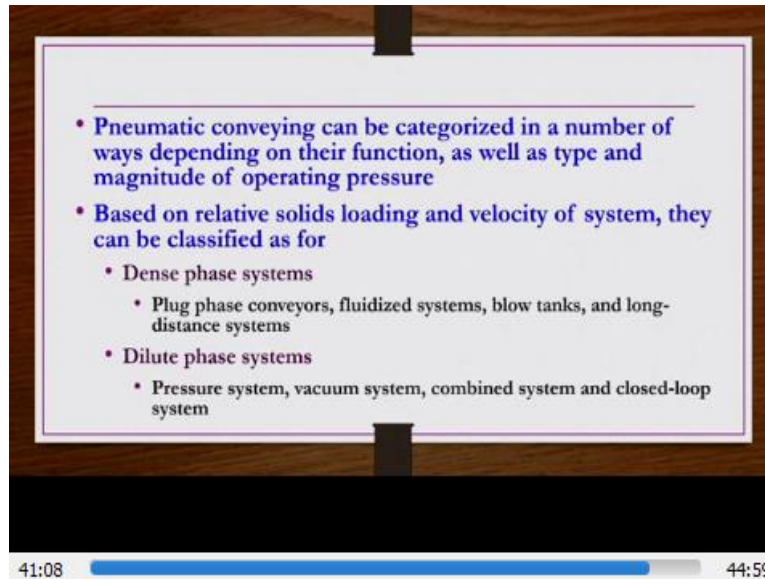 • Pneumatic conveying can be categorized in a number of
ways depending on their function, as well as type and
magnitude of operating pressure
• Based on relative solids loading and velocity of system, they
can be classified as for
• Dense phase systems
• Plug phase conveyors, fluidized systems, blow tanks, and long-
distance systems
• Dilute phase systems
• Pressure system, vacuum system, combined system and closed-loop
system
41:08 44:59